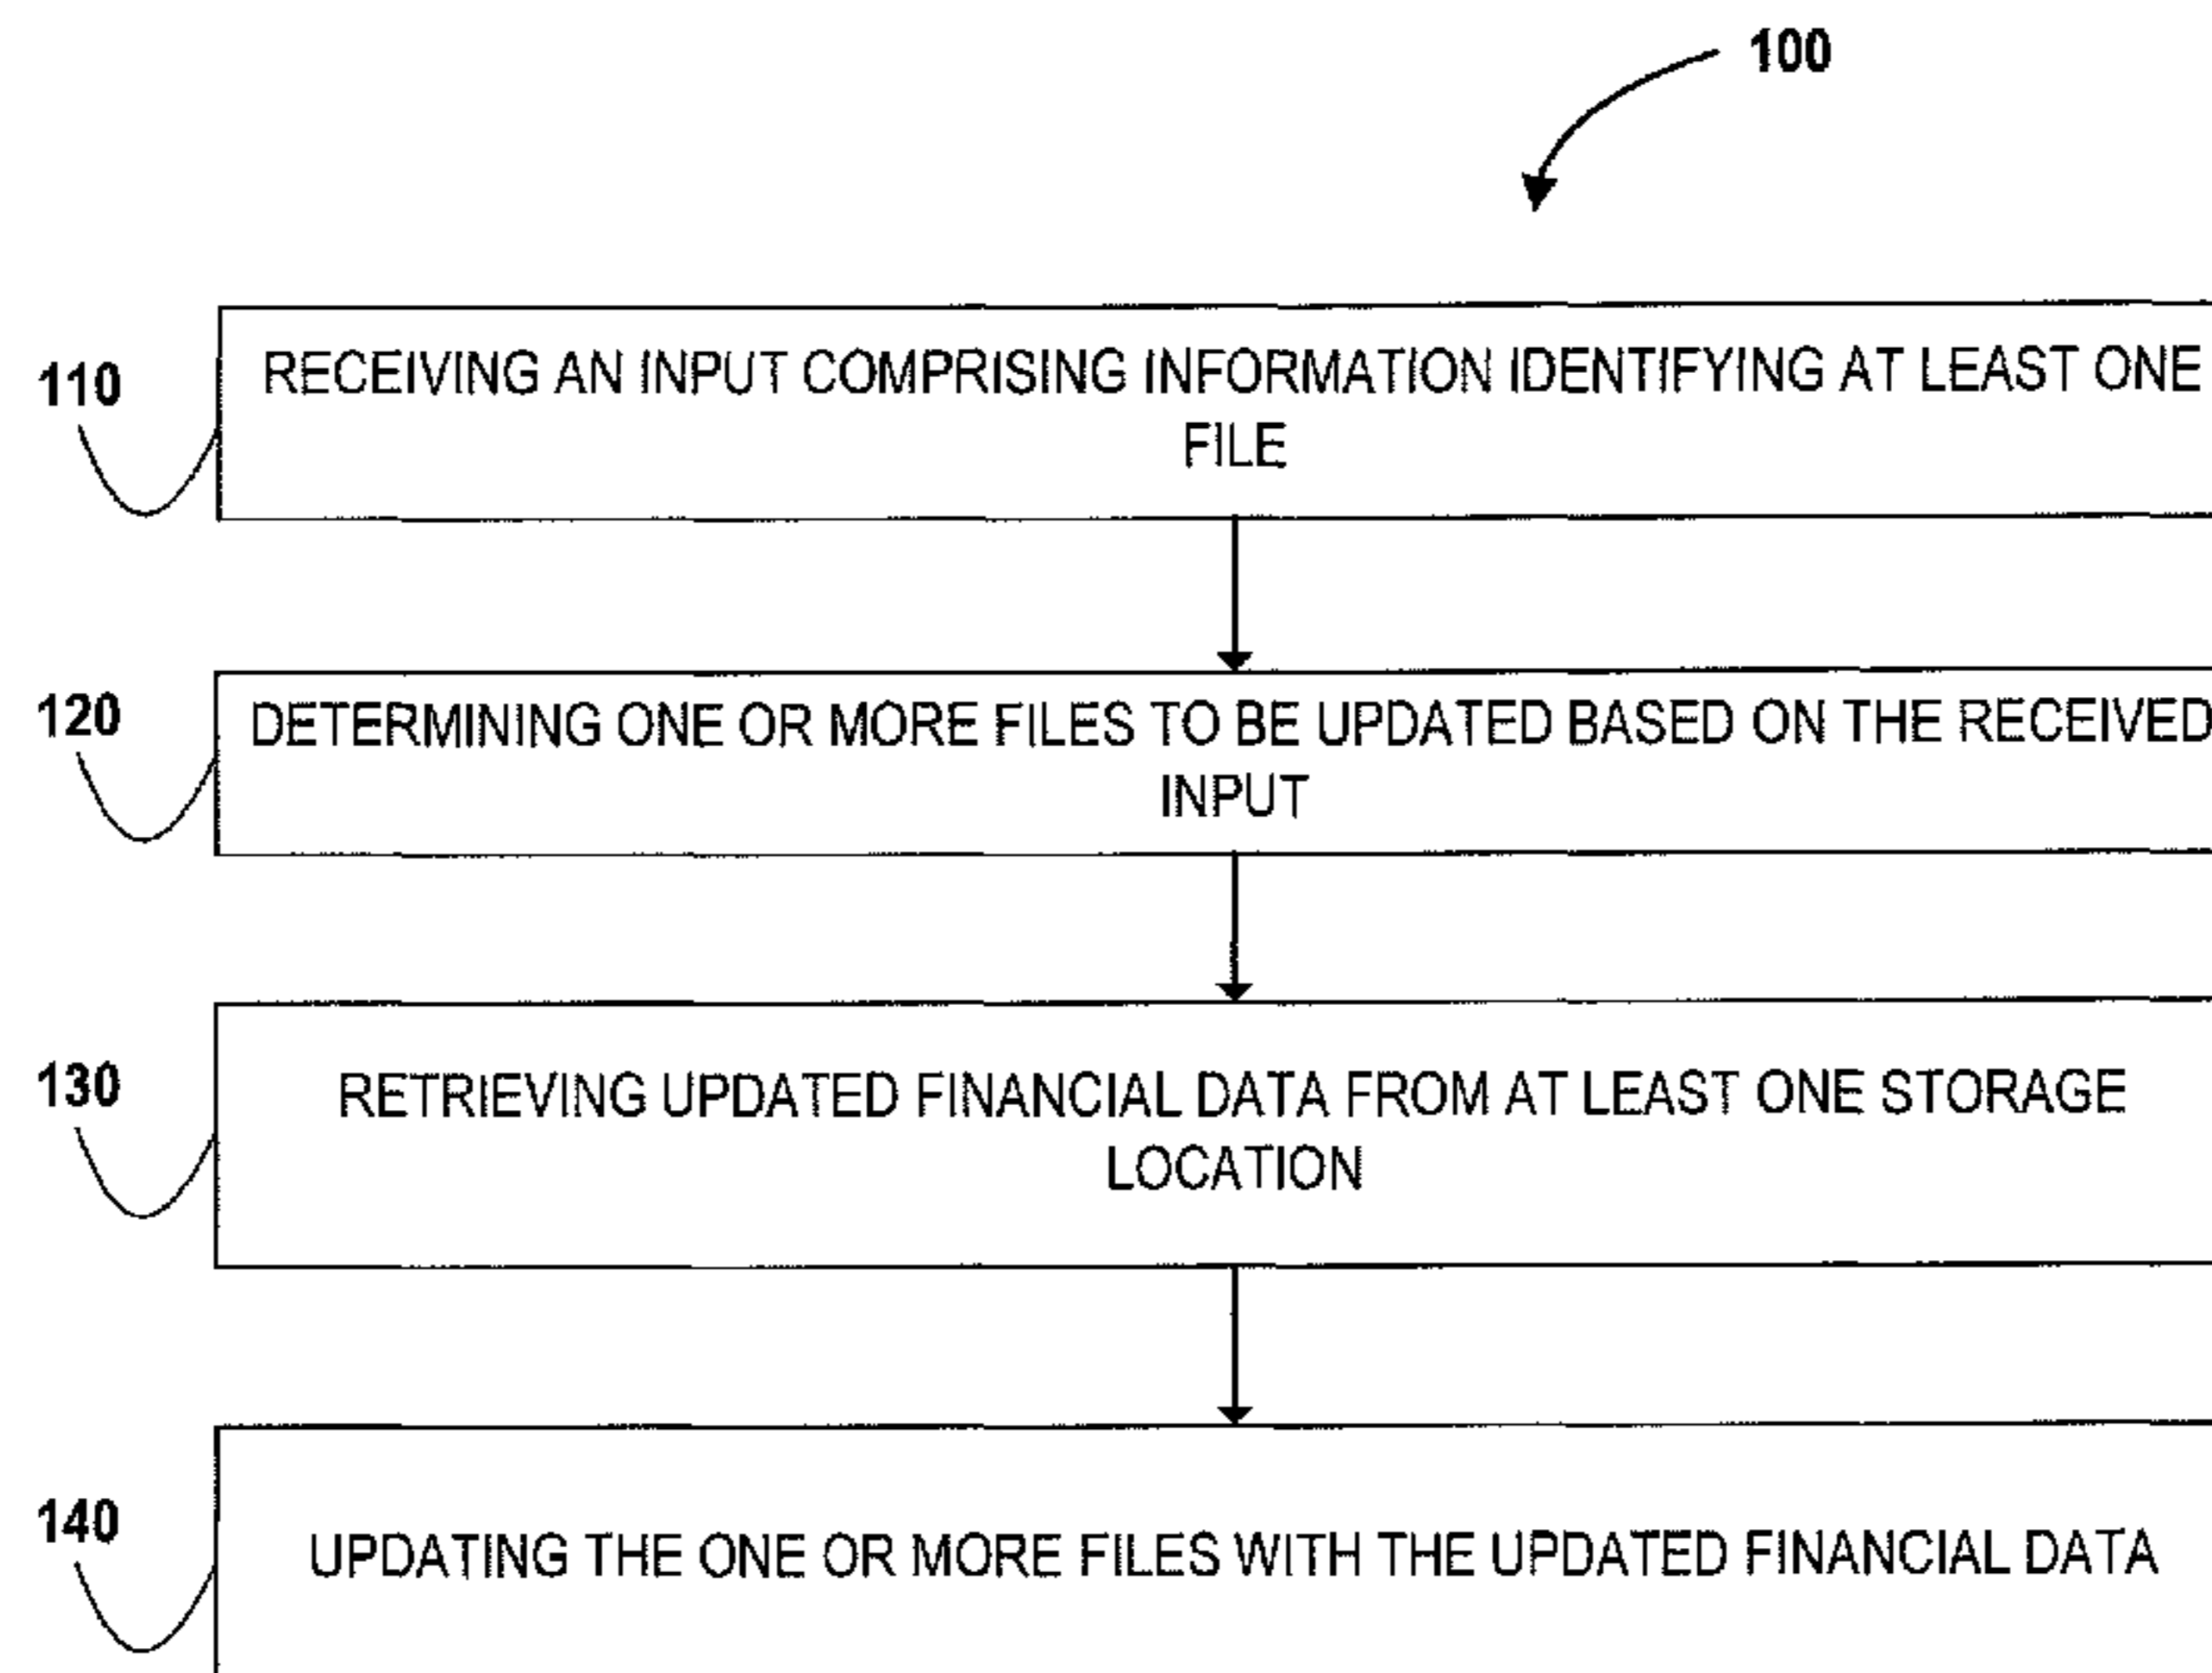 100
110
RECEIVING AN INPUT COMPRISING INFORMATION IDENTIFYING AT LEAST ONE
FILE
120
DETERMINING ONE OR MORE FILES TO BE UPDATED BASED ON THE RECEIVED
INPUT
130
RETRIEVING UPDATED FINANCIAL DATA FROM AT LEAST ONE STORAGE
LOCATION
140
UPDATING THE ONE OR MORE FILES WITH THE UPDATED FINANCIAL DATA